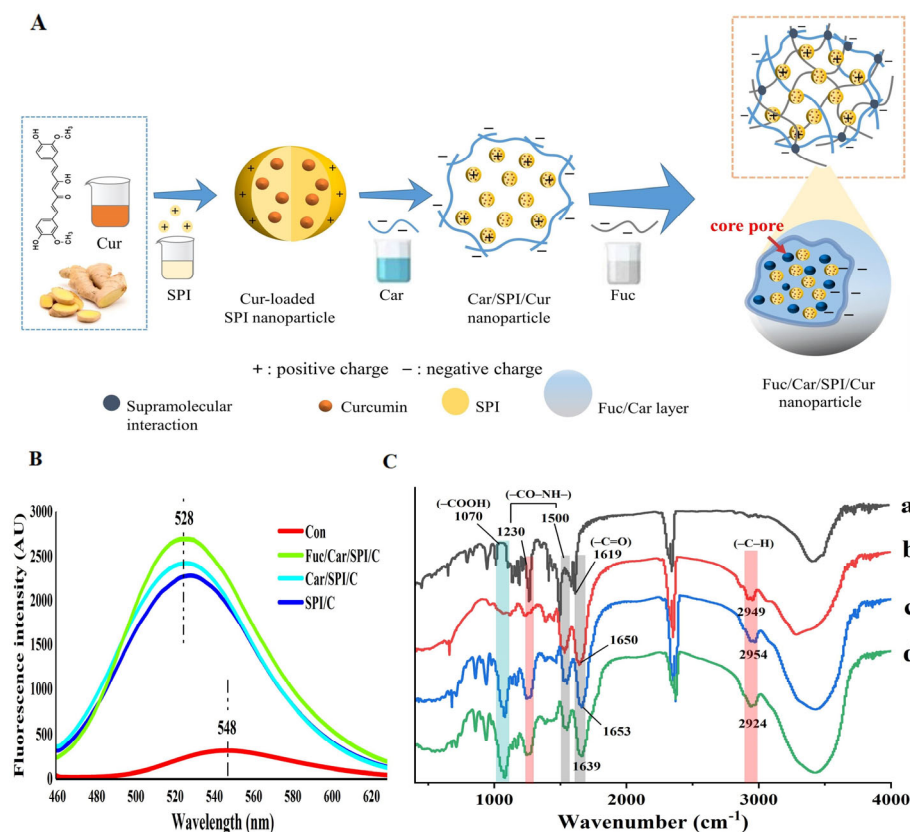 A
HO
O
CH₃
OH
O
O
CH₃
HO
Cur
SPI
Cur-loaded
SPI nanoparticle
Car
Car/SPI/Cur
nanoparticle
Fuc
core pore
Fuc/Car/SPI/Cur
nanoparticle
+ : positive charge − : negative charge
Supramolecular
interaction
Curcumin
SPI
Fuc/Car layer
B
Fluorescence intensity (AU)
3000
2500
2000
1500
1000
500
0
528
548
Con
Fuc/Car/SPI/C
Car/SPI/C
SPI/C
460
480
500
520
540
560
580
600
620
Wavelength (nm)
C
(–COOH)
1070
(–CO–NH–)
1230
1500
(–C=O)
1619
(–C–H)
a
b
c
d
2949
2954
2924
1650
1653
1639
1000
2000
3000
4000
Wavenumber (cm⁻¹)